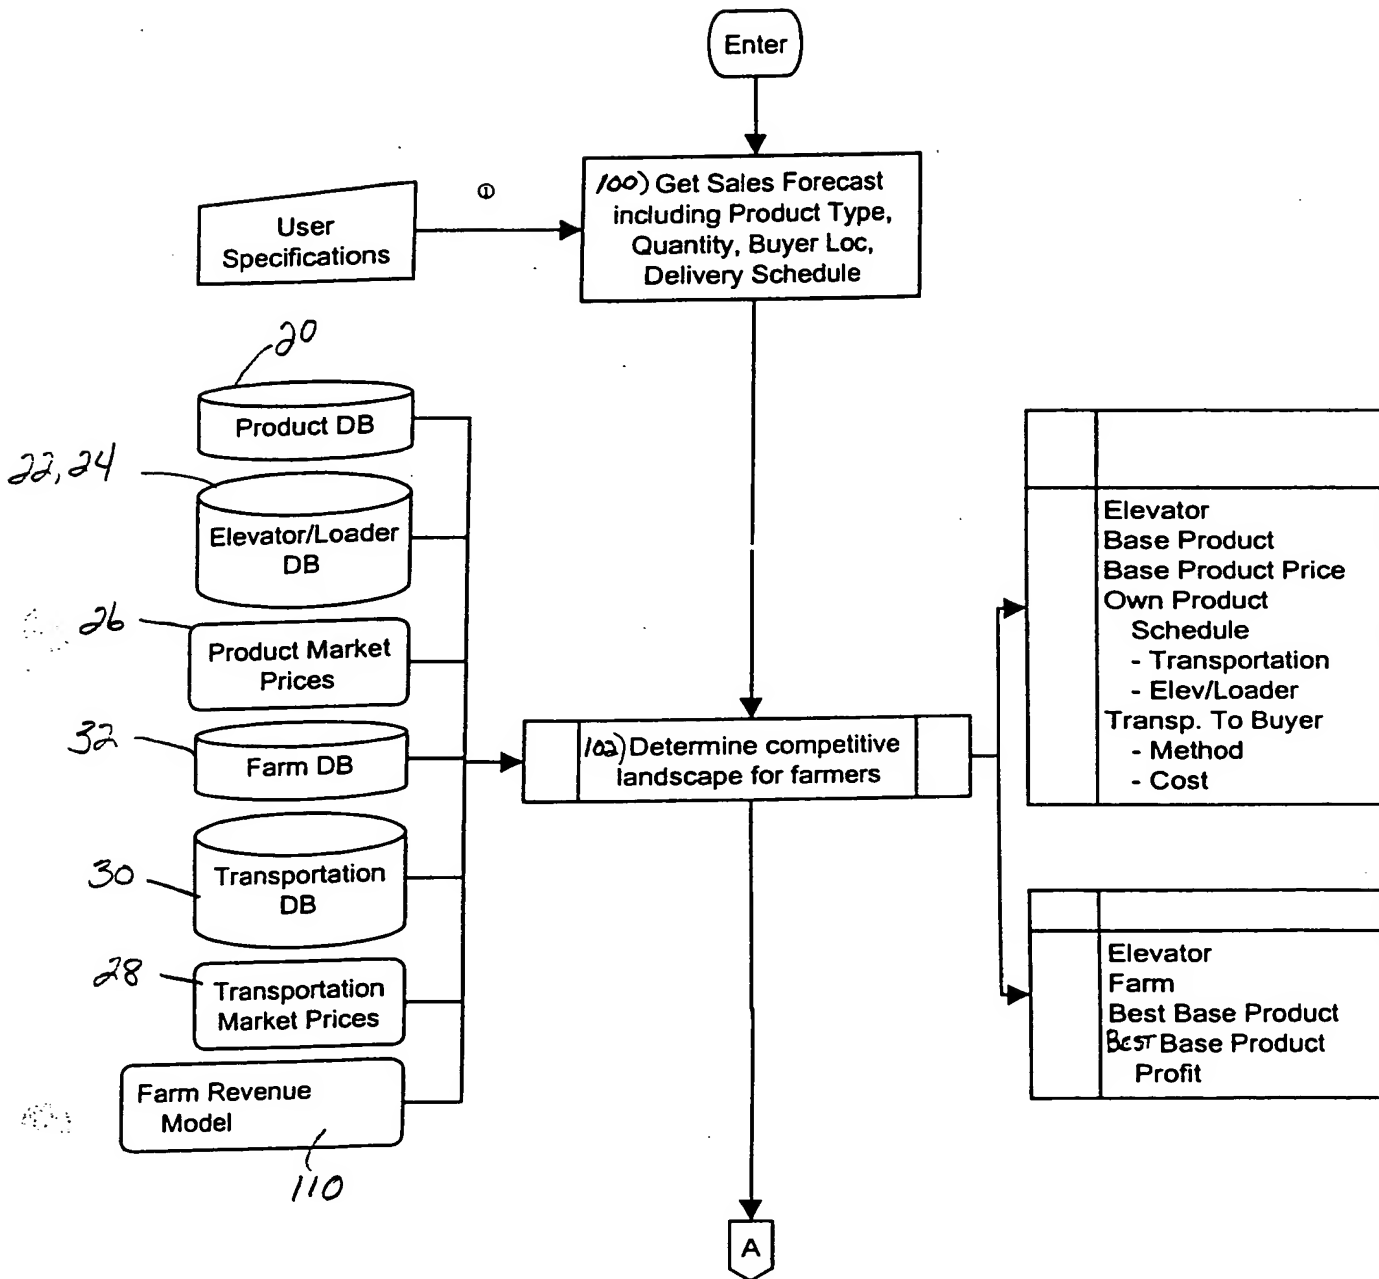 Enter
①
100) Get Sales Forecast
including Product Type,
Quantity, Buyer Loc,
Delivery Schedule
User
Specifications
20
Product DB
22, 24
Elevator/Loader
DB
26
Product Market
Prices
32
Farm DB
30
Transportation
DB
28
Transportation
Market Prices
Farm Revenue
Model
110
102) Determine competitive
landscape for farmers
Elevator
Base Product
Base Product Price
Own Product
Schedule
- Transportation
- Elev/Loader
Transp. To Buyer
- Method
- Cost
Elevator
Farm
Best Base Product
BEST Base Product
Profit
A